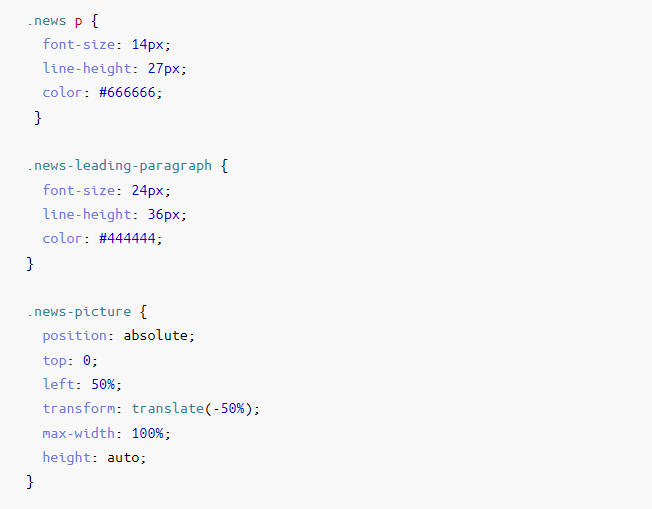 .news p {
font-size: 14px;
line-height: 27px;
color: #666666;
}
.news-leading-paragraph {
font-size: 24px;
line-height: 36px;
color: #444444;
}
.news-picture {
position: absolute;
top: 0;
left: 50%;
transform: translate(-50%);
max-width: 100%;
height: auto;
}